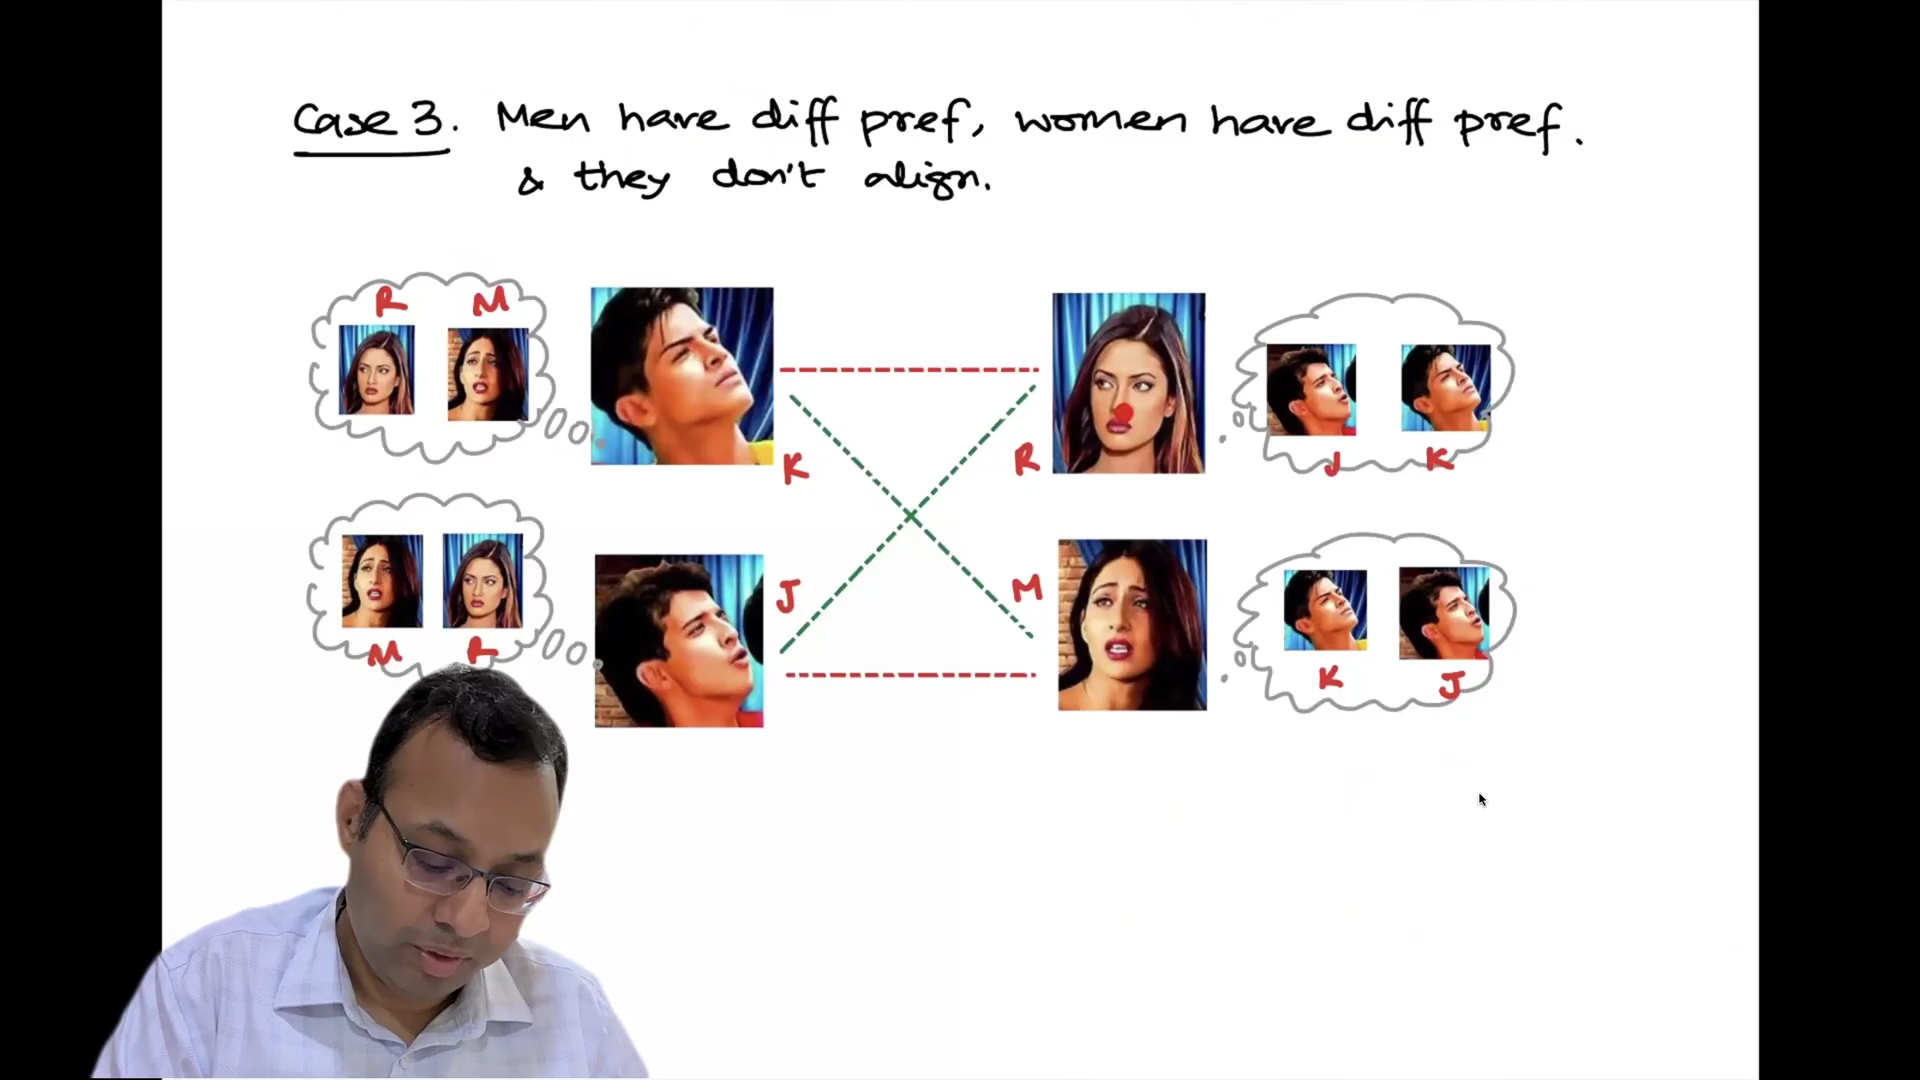 Case 3. Men have diff pref, women have diff pref.
& they don't align.
R M
J K
K
R
M R
J
M
K J